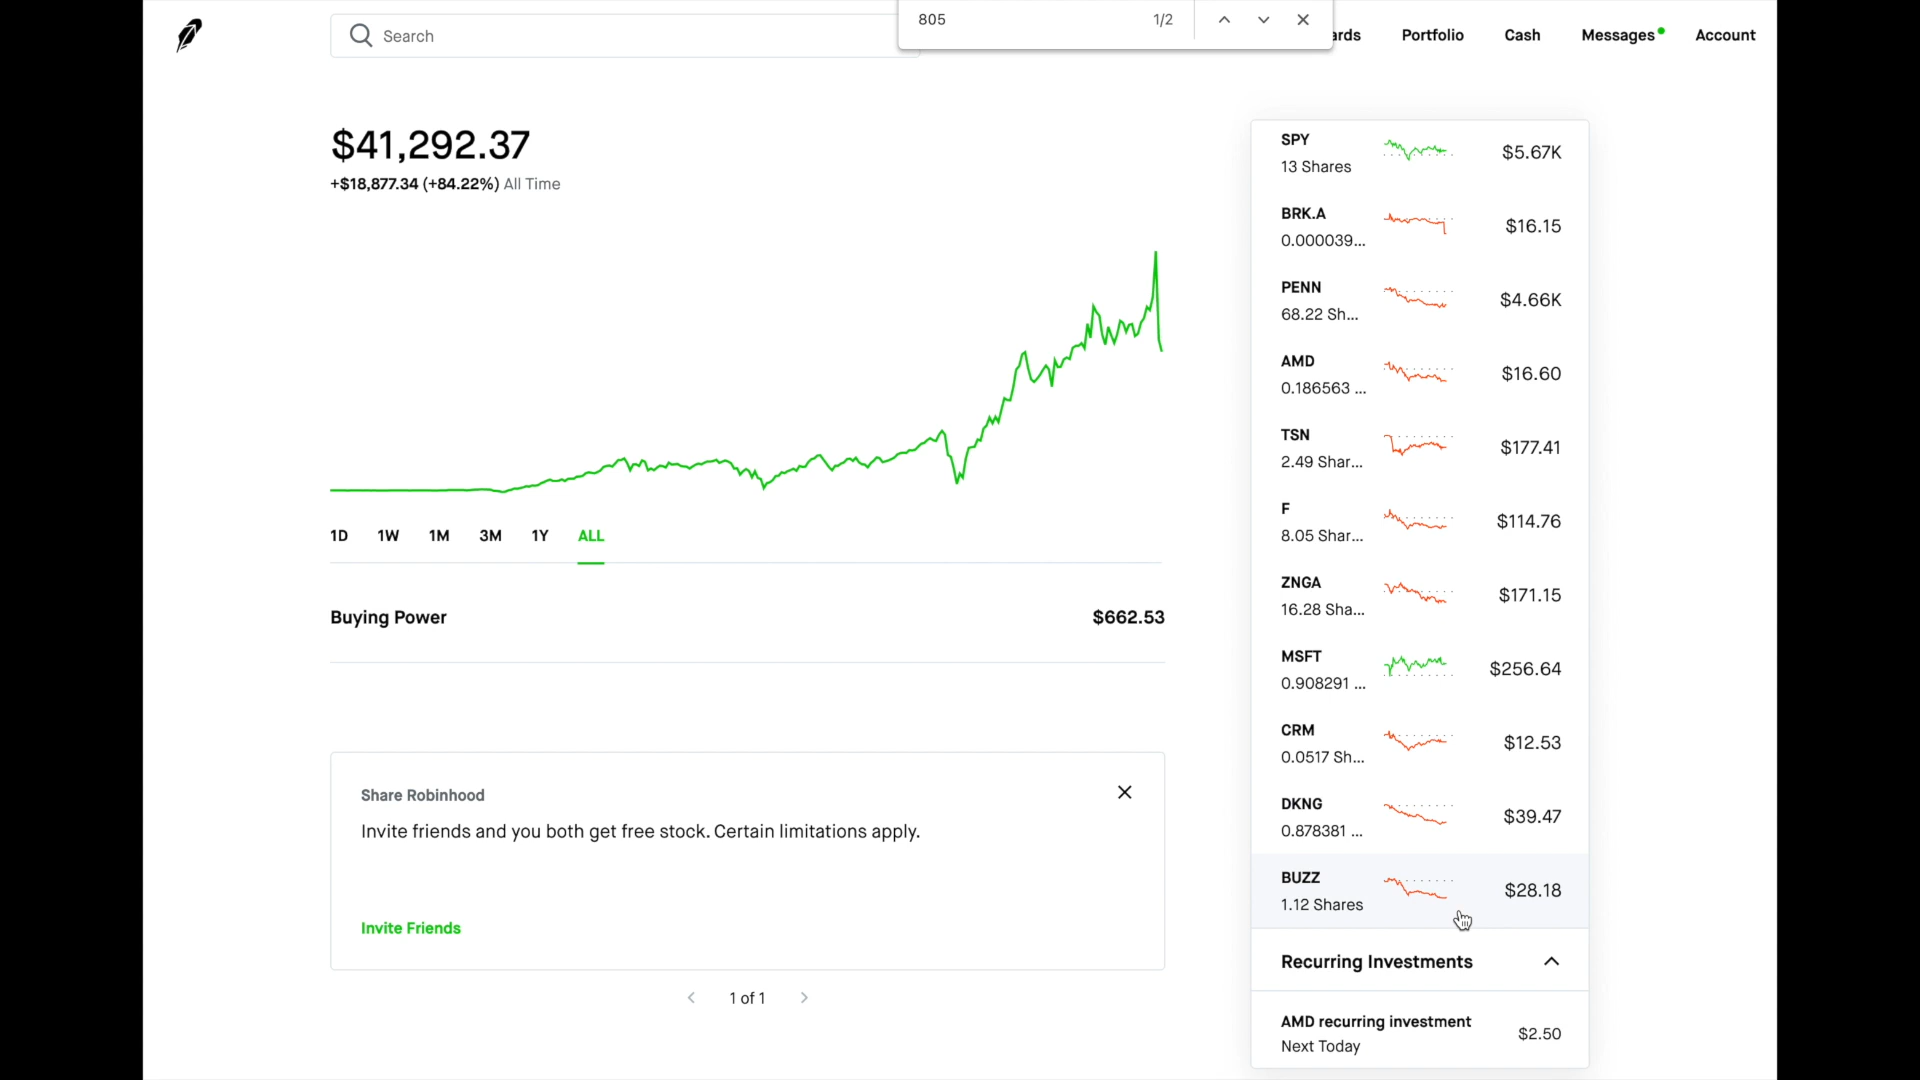 805 1/2
Search
ards Portfolio Cash Messages Account
$41,292.37
+$18,877.34 (+84.22%) All Time
1D 1W 1M 3M 1Y ALL
Buying Power $662.53
Share Robinhood
Invite friends and you both get free stock. Certain limitations apply.
Invite Friends
1 of 1
SPY
13 Shares
$5.67K
BRK.A
0.000039...
$16.15
PENN
68.22 Sh...
$4.66K
AMD
0.186563 ...
$16.60
TSN
2.49 Shar...
$177.41
F
8.05 Shar...
$114.76
ZNGA
16.28 Sha...
$171.15
MSFT
0.908291 ...
$256.64
CRM
0.0517 Sh...
$12.53
DKNG
0.878381 ...
$39.47
BUZZ
1.12 Shares
$28.18
Recurring Investments
AMD recurring investment
Next Today
$2.50